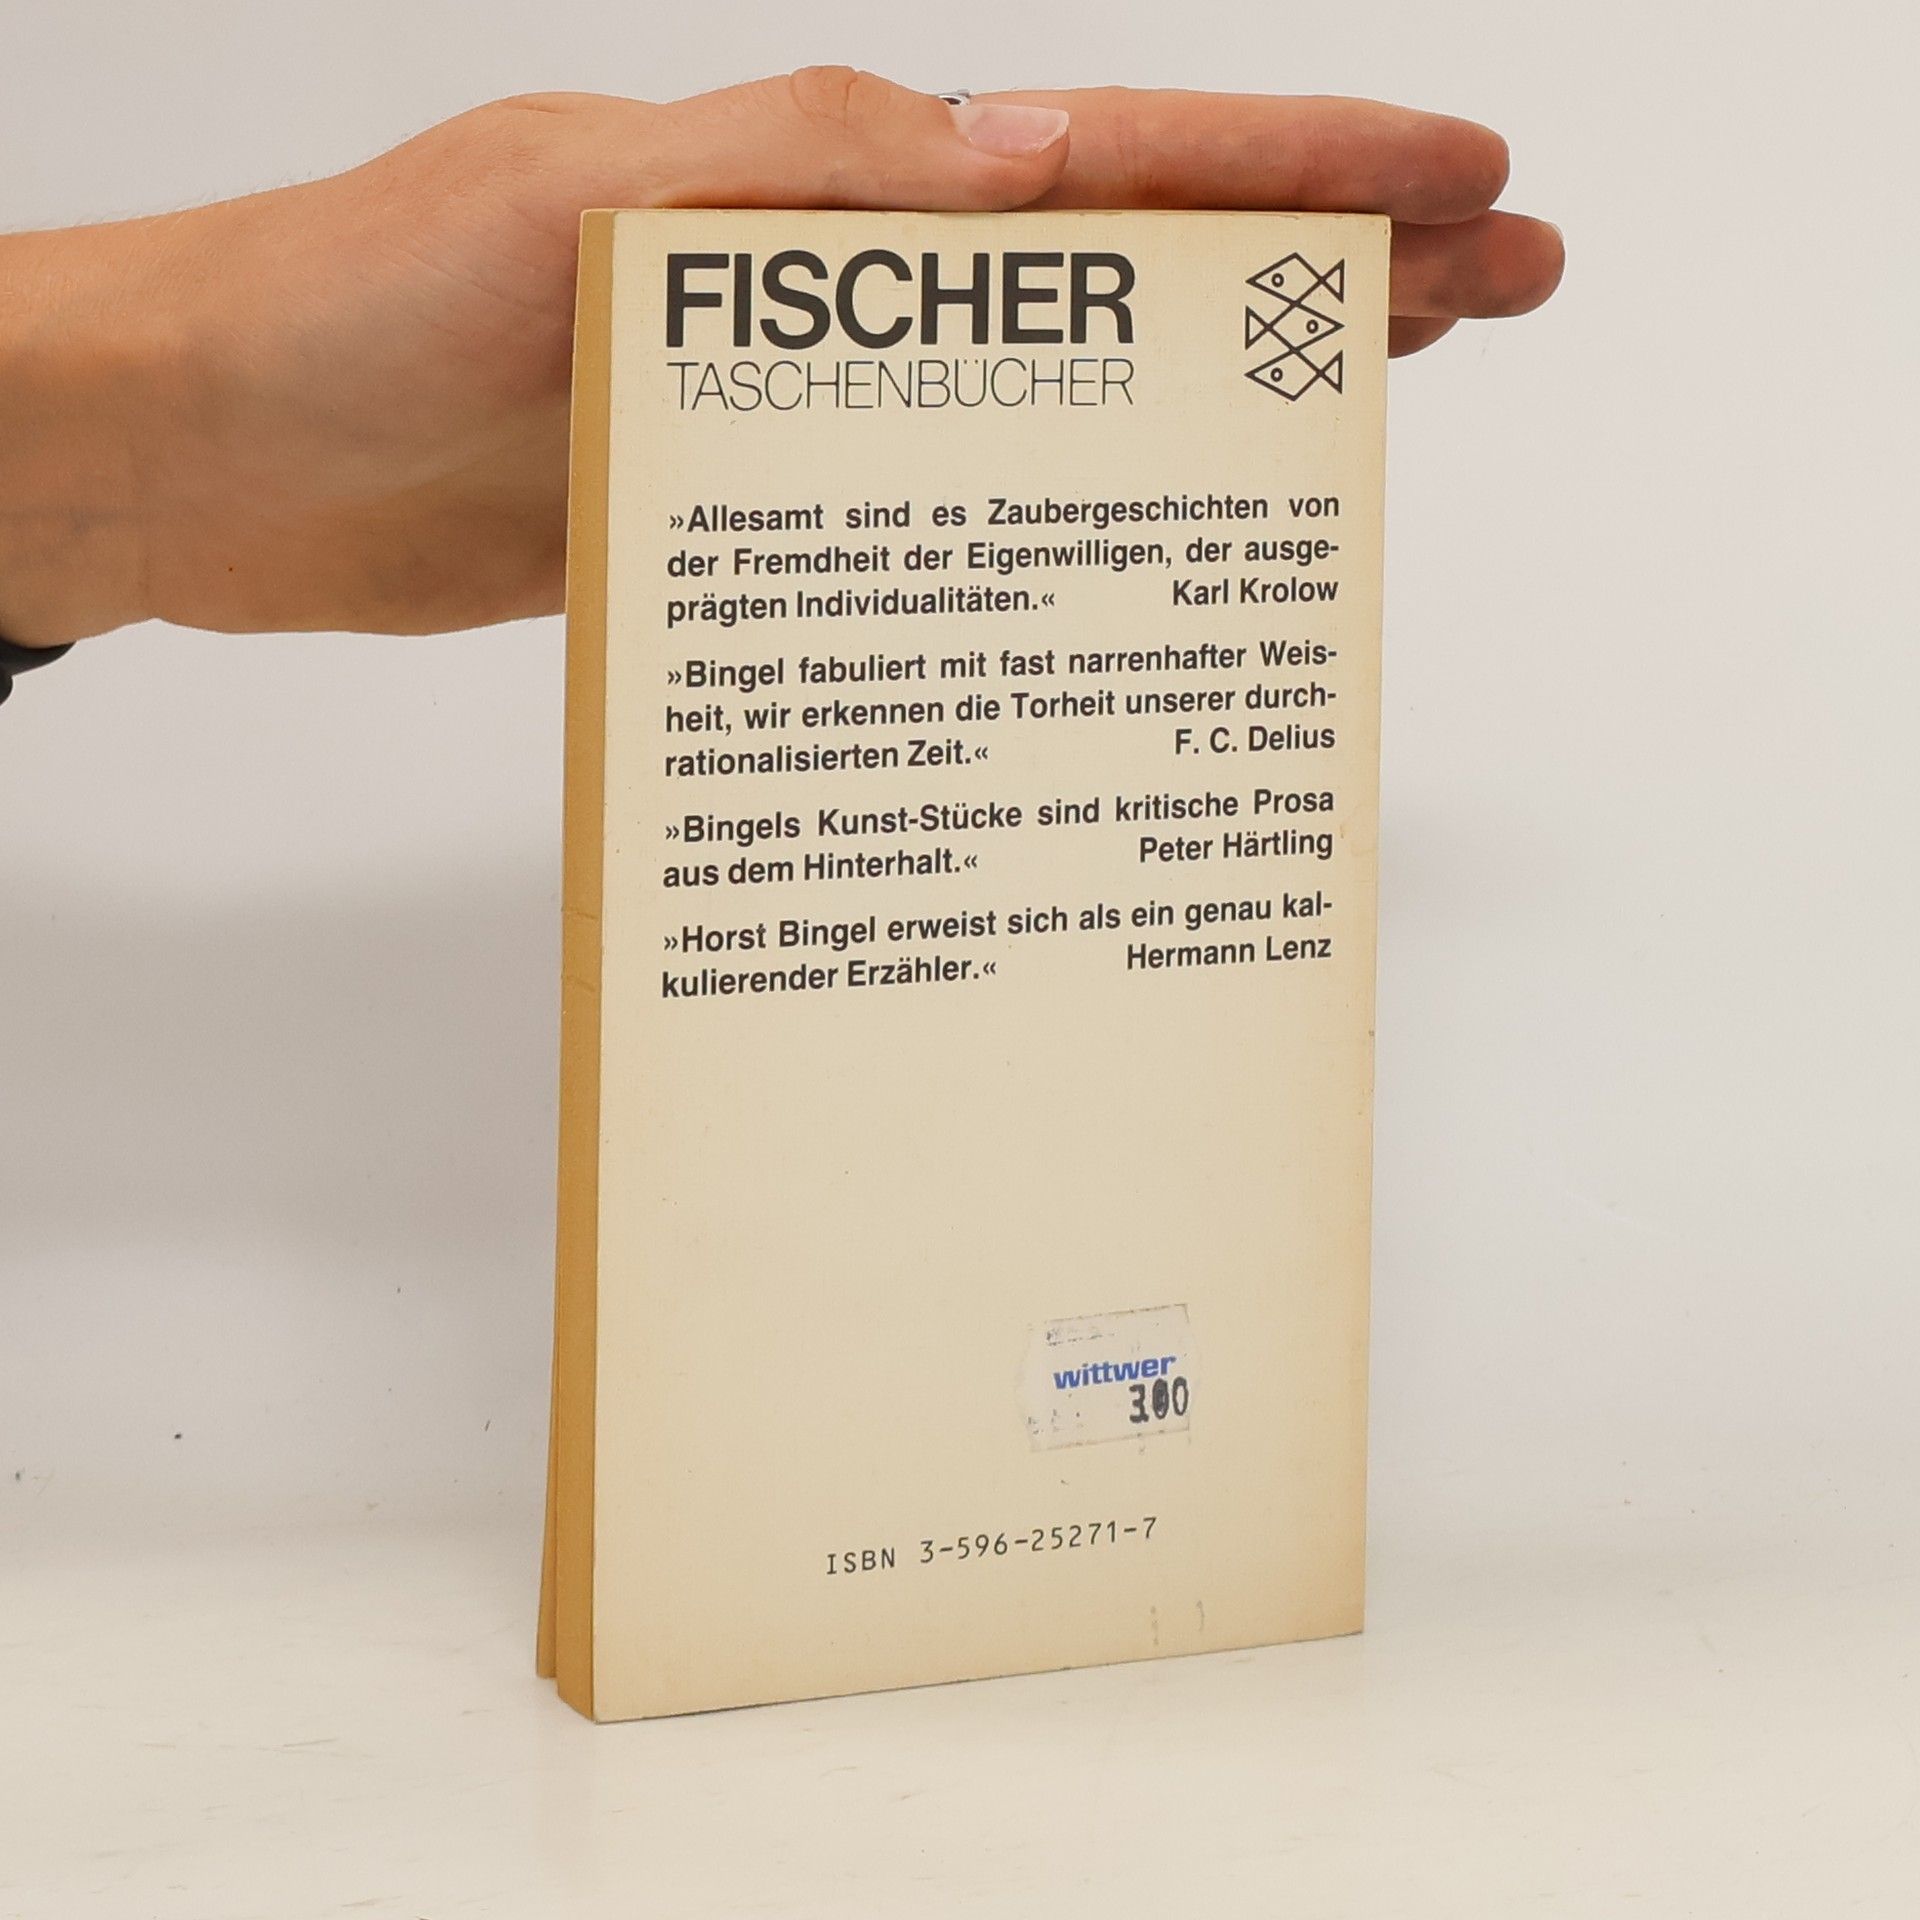 FISCHER
TASCHENBÜCHER
»Allesamt sind es Zaubergeschichten von
der Fremdheit der Eigenwilligen, der ausge-
prägten Individualitäten.« Karl Krolow
»Bingel fabuliert mit fast narrenhafter Weis-
heit, wir erkennen die Torheit unserer durch-
rationalisierten Zeit.« F. C. Delius
»Bingels Kunst-Stücke sind kritische Prosa
aus dem Hinterhalt.« Peter Härtling
»Horst Bingel erweist sich als ein genau kal-
kulierender Erzähler.« Hermann Lenz
wittwer
ISBN 3-596-25271-7